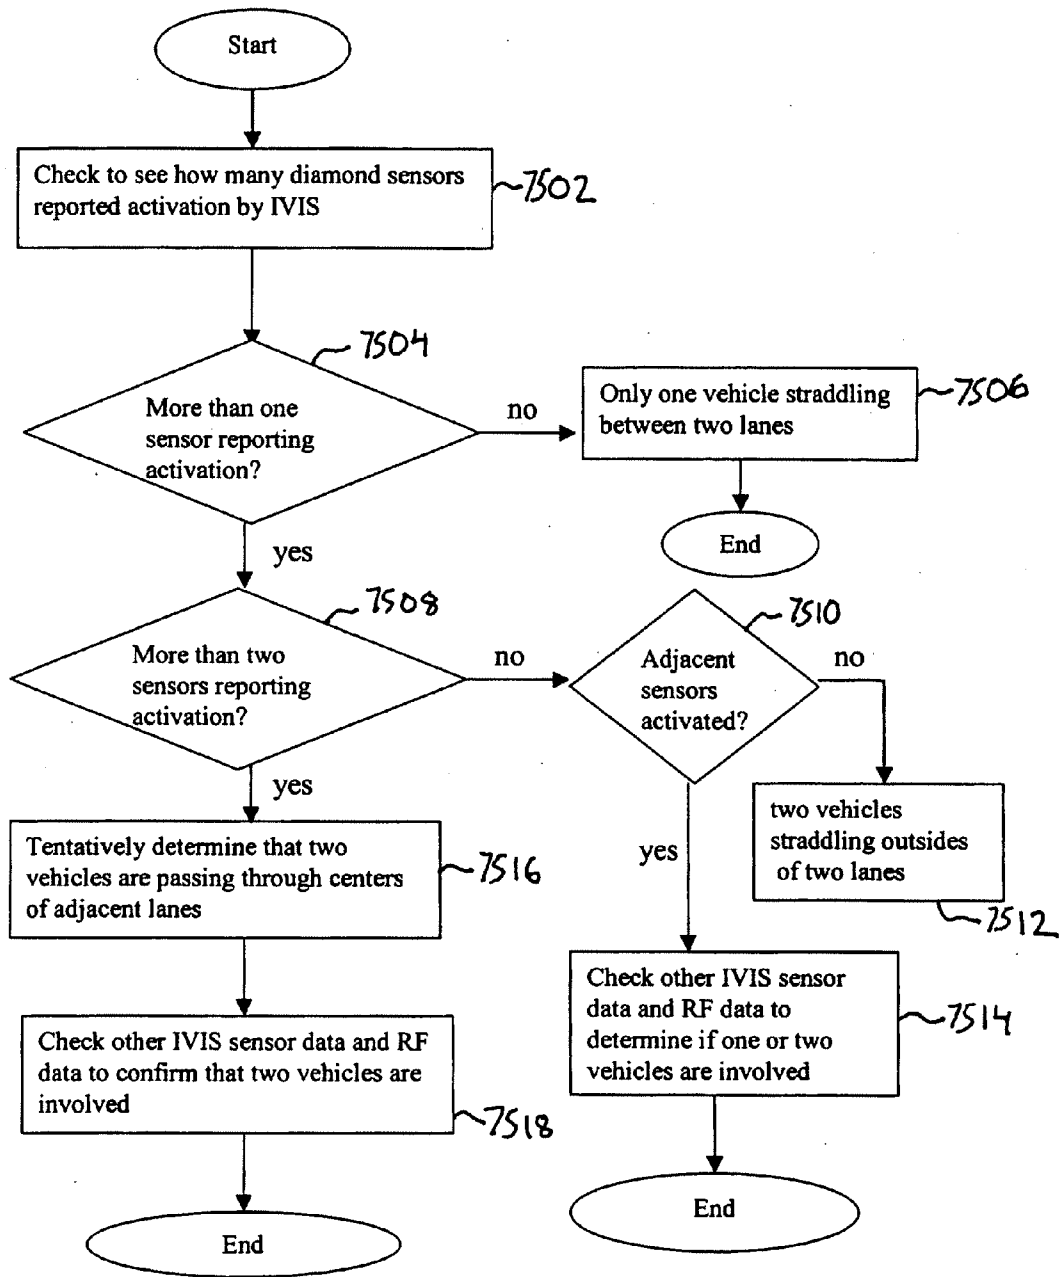 Start
Check to see how many diamond sensors
reported activation by IVIS
7502
7504
More than one
sensor reporting
activation?
no
Only one vehicle straddling
between two lanes
7506
End
yes
7508
More than two
sensors reporting
activation?
no
7510
Adjacent
sensors
activated?
no
two vehicles
straddling outsides
of two lanes
7512
yes
Tentatively determine that two
vehicles are passing through centers
of adjacent lanes
7516
yes
Check other IVIS sensor
data and RF data to
determine if one or two
vehicles are involved
7514
Check other IVIS sensor data and RF
data to confirm that two vehicles are
involved
7518
End
End